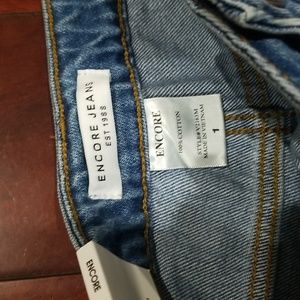 ENCORE JEANS
EST 1988
ENCORE
100% COTTON
MADE IN VIETNAM
1
ENCORE